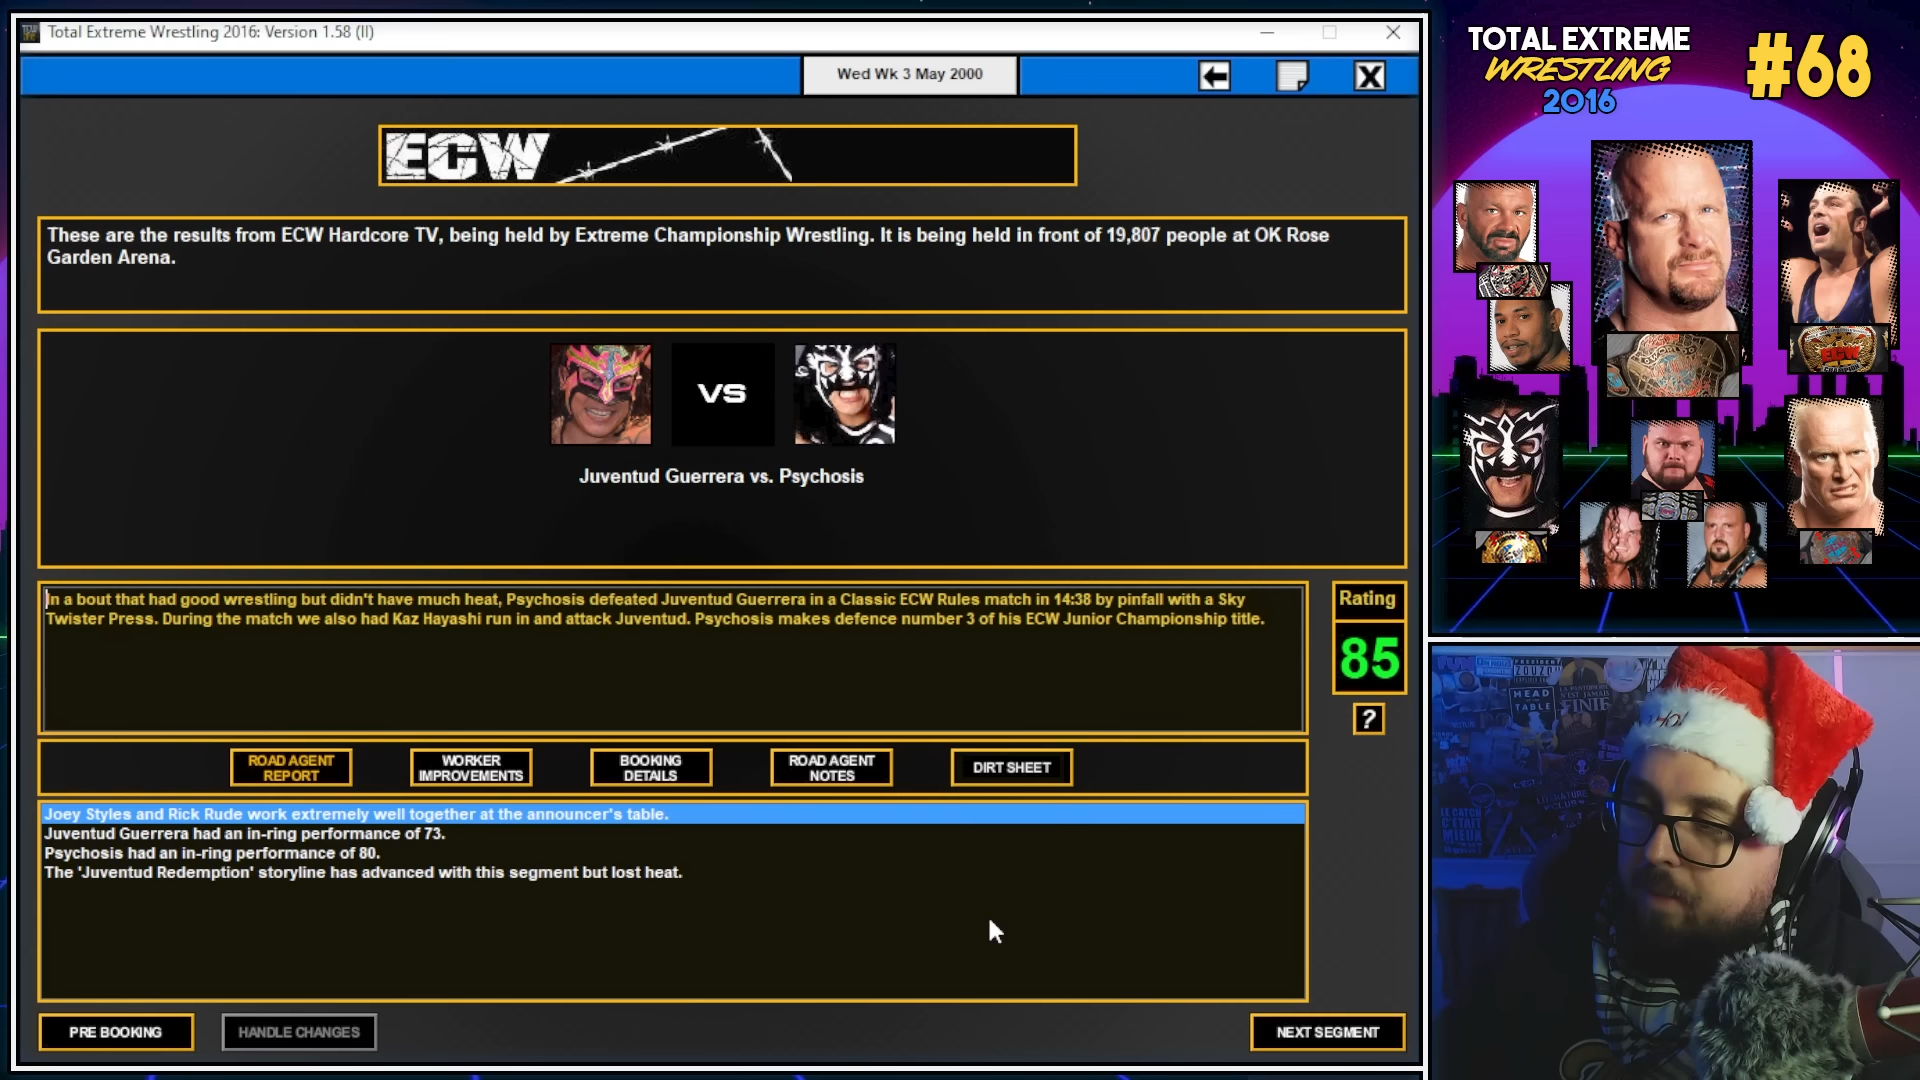 Total Extreme Wrestling 2016: Version 1.58 (II)
Wed Wk 3 May 2000
TOTAL EXTREME
WRESTLING
2016
#68
ECW
These are the results from ECW Hardcore TV, being held by Extreme Championship Wrestling. It is being held in front of 19,807 people at OK Rose
Garden Arena.
VS
Juventud Guerrera vs. Psychosis
In a bout that had good wrestling but didn't have much heat, Psychosis defeated Juventud Guerrera in a Classic ECW Rules match in 14:38 by pinfall with a Sky
Twister Press. During the match we also had Kaz Hayashi run in and attack Juventud. Psychosis makes defence number 3 of his ECW Junior Championship title.
Rating
85
?
ROAD AGENT
REPORT
WORKER
IMPROVEMENTS
BOOKING
DETAILS
ROAD AGENT
NOTES
DIRT SHEET
Joey Styles and Rick Rude work extremely well together at the announcer's table.
Juventud Guerrera had an in-ring performance of 73.
Psychosis had an in-ring performance of 80.
The 'Juventud Redemption' storyline has advanced with this segment but lost heat.
PRE BOOKING
HANDLE CHANGES
NEXT SEGMENT
HEAD
OF THE
TABLE